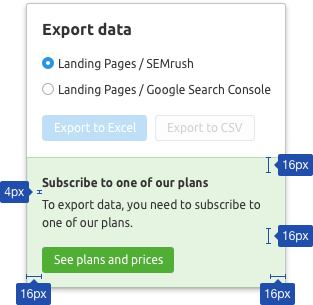 Export data
Landing Pages / SEMrush
Landing Pages / Google Search Console
Export to Excel
Export to CSV
16px
Subscribe to one of our plans
4px
To export data, you need to subscribe to
one of our plans.
16px
See plans and prices
16px
16px